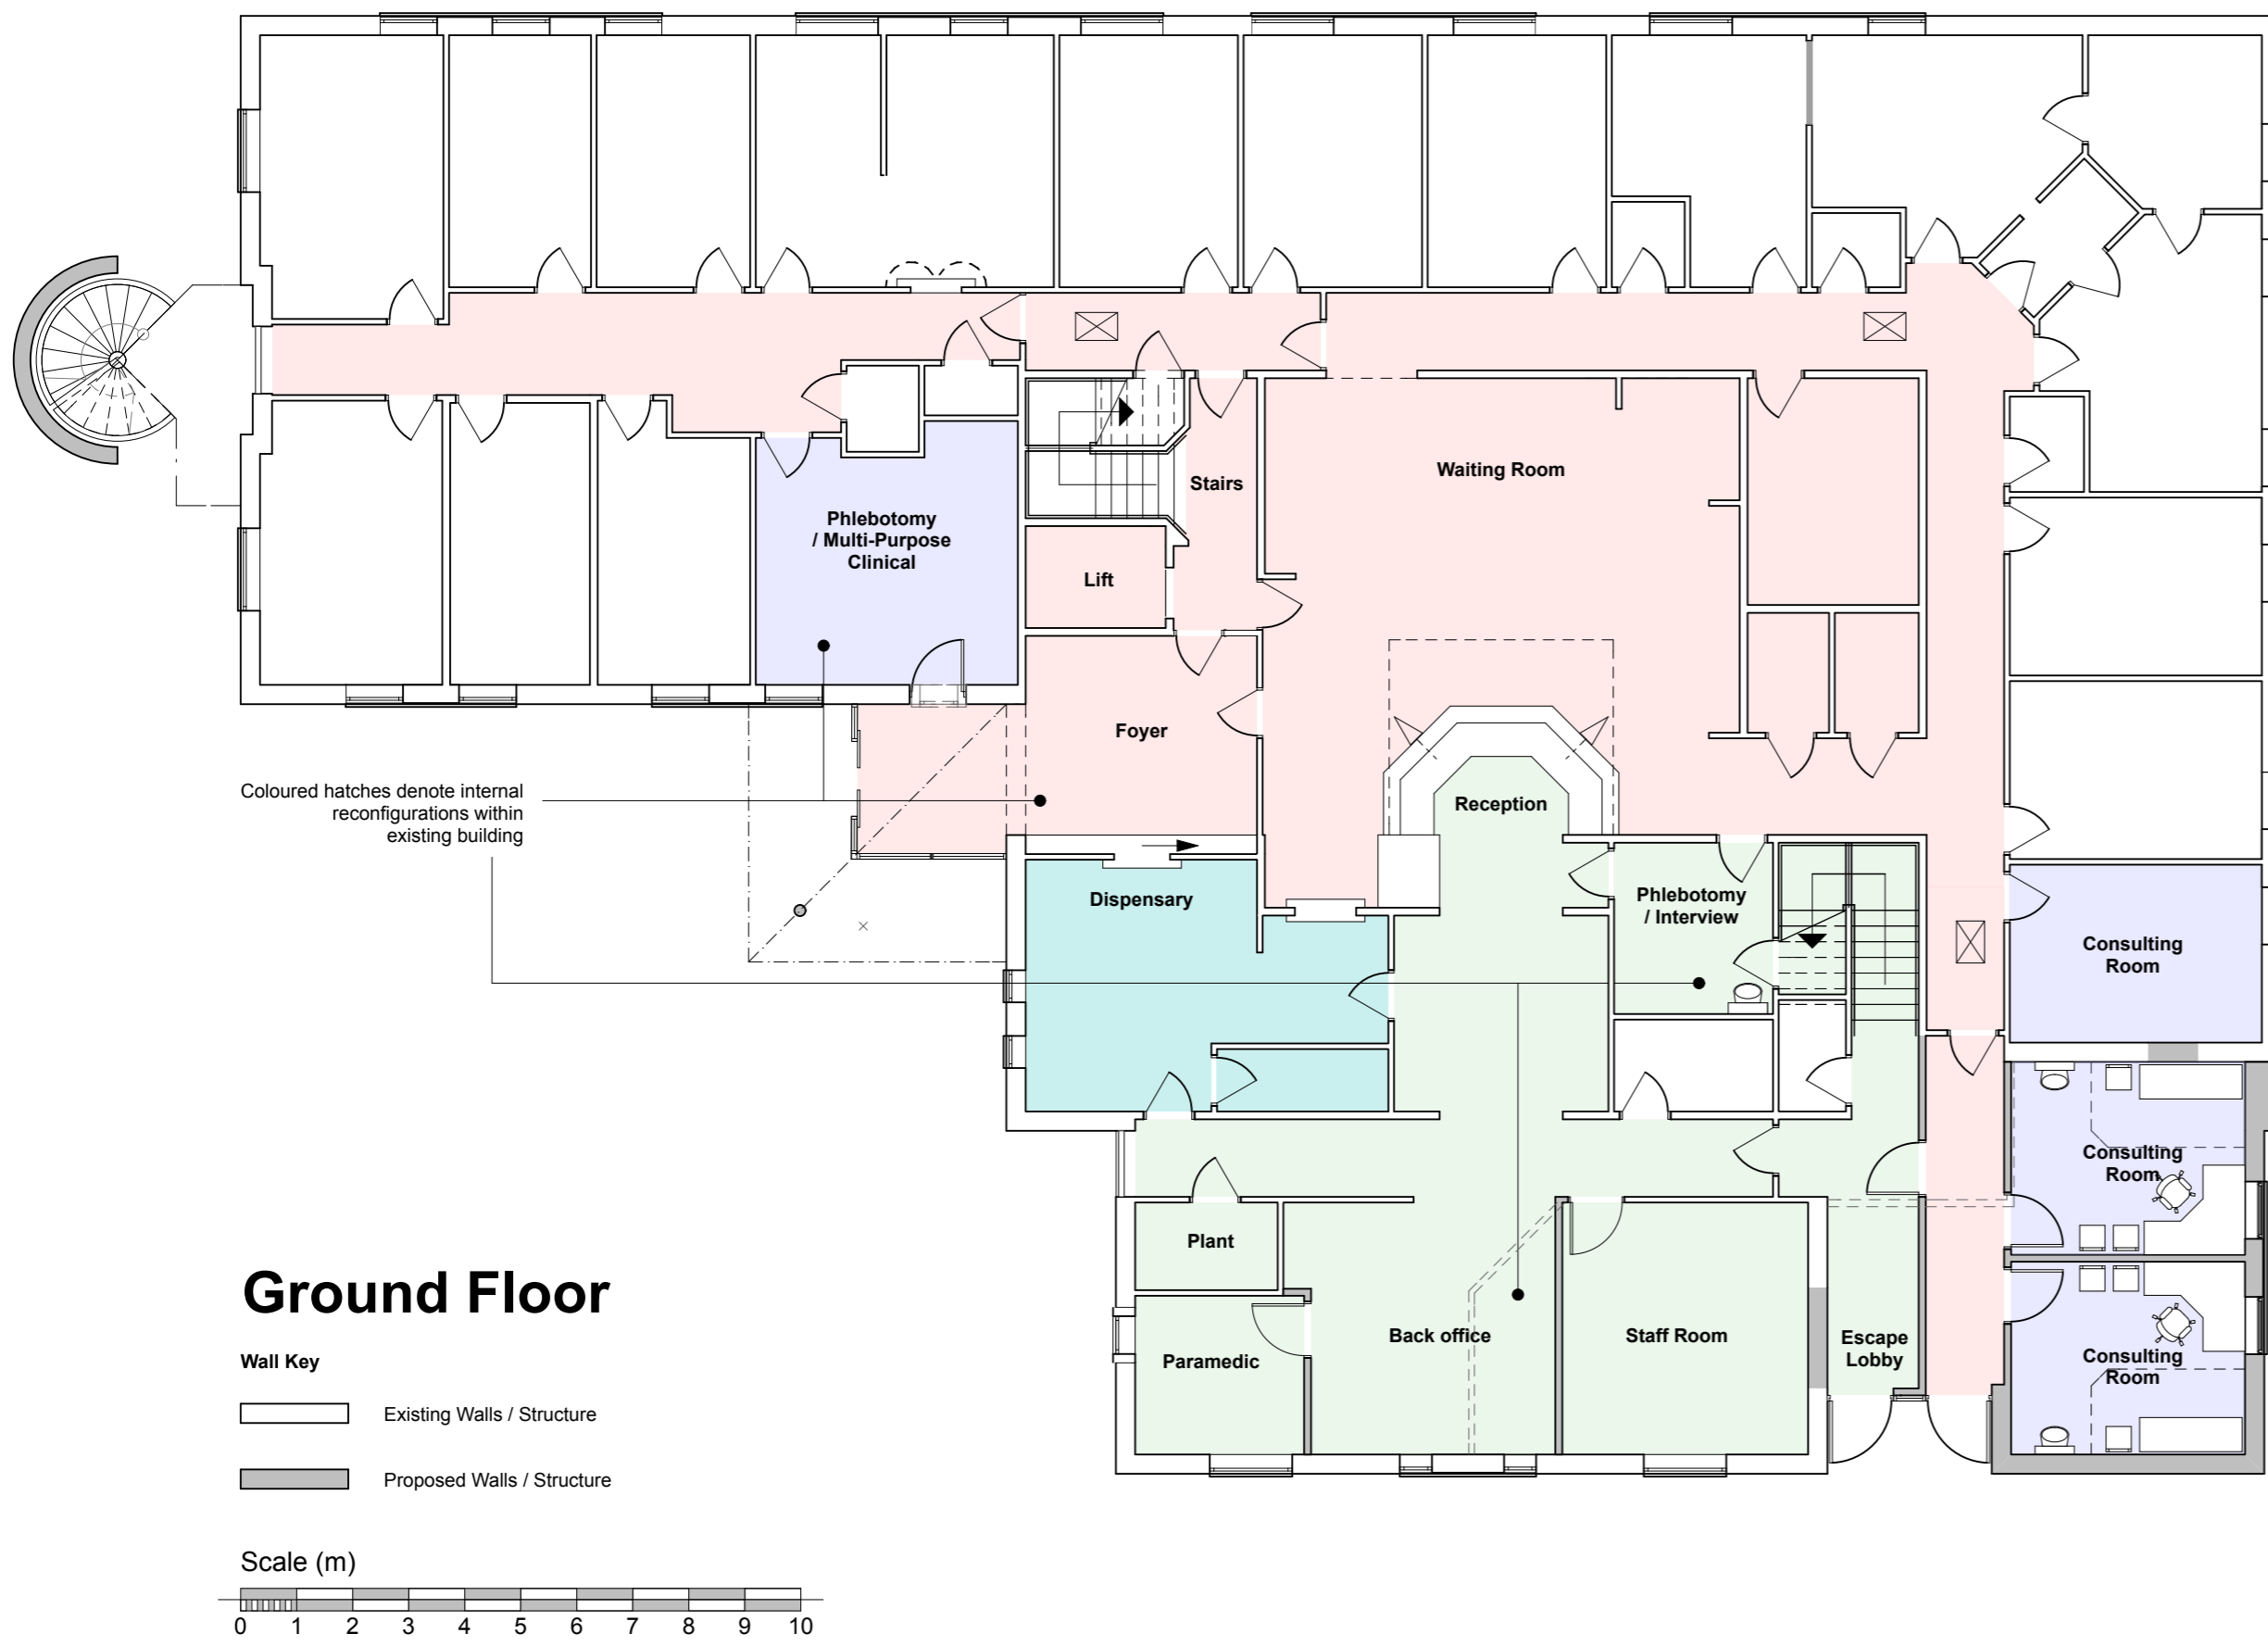 Waiting Room
Stairs
Phlebotomy
/ Multi-Purpose
Clinical
Lift
Foyer
Coloured hatches denote internal
reconfigurations within
existing building
Reception
Dispensary
Phlebotomy
/ Interview
Consulting
Room
Consulting
Room
Plant
Ground Floor
Back office
Staff Room
Escape
Lobby
Paramedic
Consulting
Room
Wall Key
Existing Walls / Structure
Proposed Walls / Structure
Scale (m)
0 1 2 3 4 5 6 7 8 9 10